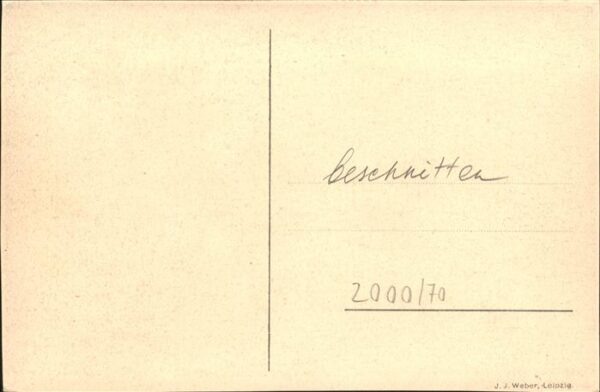 beschnitten
2000/70
J. J. Weber, Leipzig.